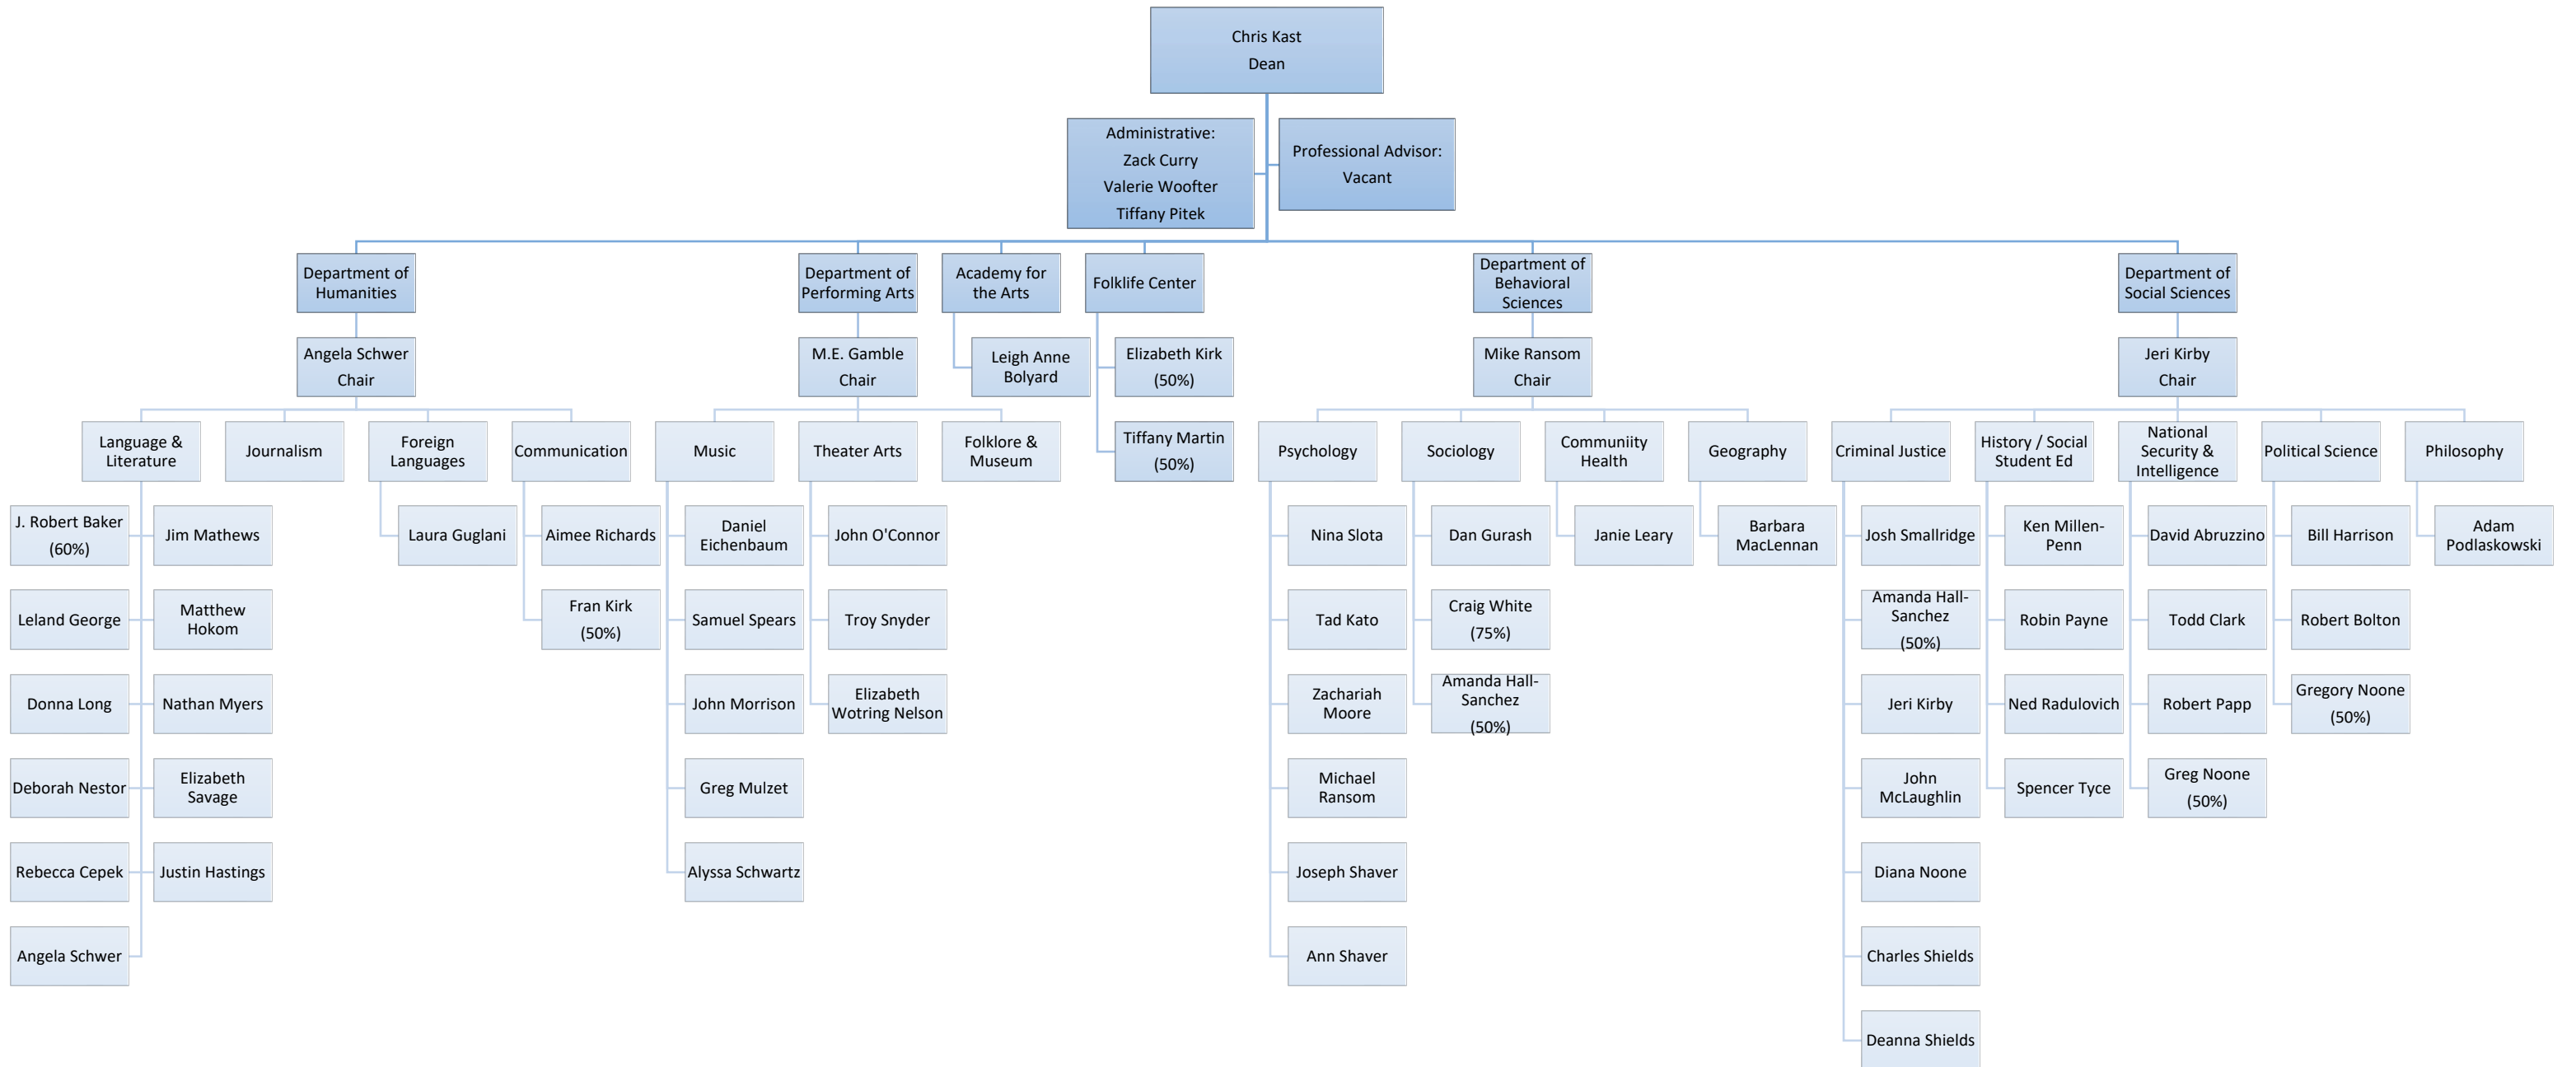 Chris Kast
Dean
Administrative:
Zack Curry
Valerie Woofter
Tiffany Pitek
Professional Advisor:
Vacant
Department of
Humanities
Department of
Performing Arts
Academy for
the Arts
Folklife Center
Department of
Behavioral
Sciences
Department of
Social Sciences
Angela Schwer
Chair
M.E. Gamble
Chair
Leigh Anne
Bolyard
Elizabeth Kirk
(50%)
Tiffany Martin
(50%)
Mike Ransom
Chair
Jeri Kirby
Chair
Language &
Literature
Journalism
Foreign
Languages
Communication
Music
Theater Arts
Folklore &
Museum
Psychology
Sociology
Communiity
Health
Geography
Criminal Justice
History / Social
Student Ed
National
Security &
Intelligence
Political Science
Philosophy
J. Robert Baker
(60%)
Jim Mathews
Leland George
Matthew
Hokom
Donna Long
Nathan Myers
Deborah Nestor
Elizabeth
Savage
Rebecca Cepek
Justin Hastings
Angela Schwer
Laura Guglani
Aimee Richards
Fran Kirk
(50%)
Daniel
Eichenbaum
Samuel Spears
John Morrison
Greg Mulzet
Alyssa Schwartz
John O'Connor
Troy Snyder
Elizabeth
Wotring Nelson
Nina Slota
Tad Kato
Zachariah
Moore
Michael
Ransom
Joseph Shaver
Ann Shaver
Dan Gurash
Craig White
(75%)
Amanda Hall-
Sanchez
(50%)
Janie Leary
Barbara
MacLennan
Josh Smallridge
Amanda Hall-
Sanchez
(50%)
Jeri Kirby
John
McLaughlin
Diana Noone
Charles Shields
Deanna Shields
Ken Millen-
Penn
Robin Payne
Ned Radulovich
Spencer Tyce
David Abruzzino
Todd Clark
Robert Papp
Greg Noone
(50%)
Bill Harrison
Robert Bolton
Gregory Noone
(50%)
Adam
Podlaskowski